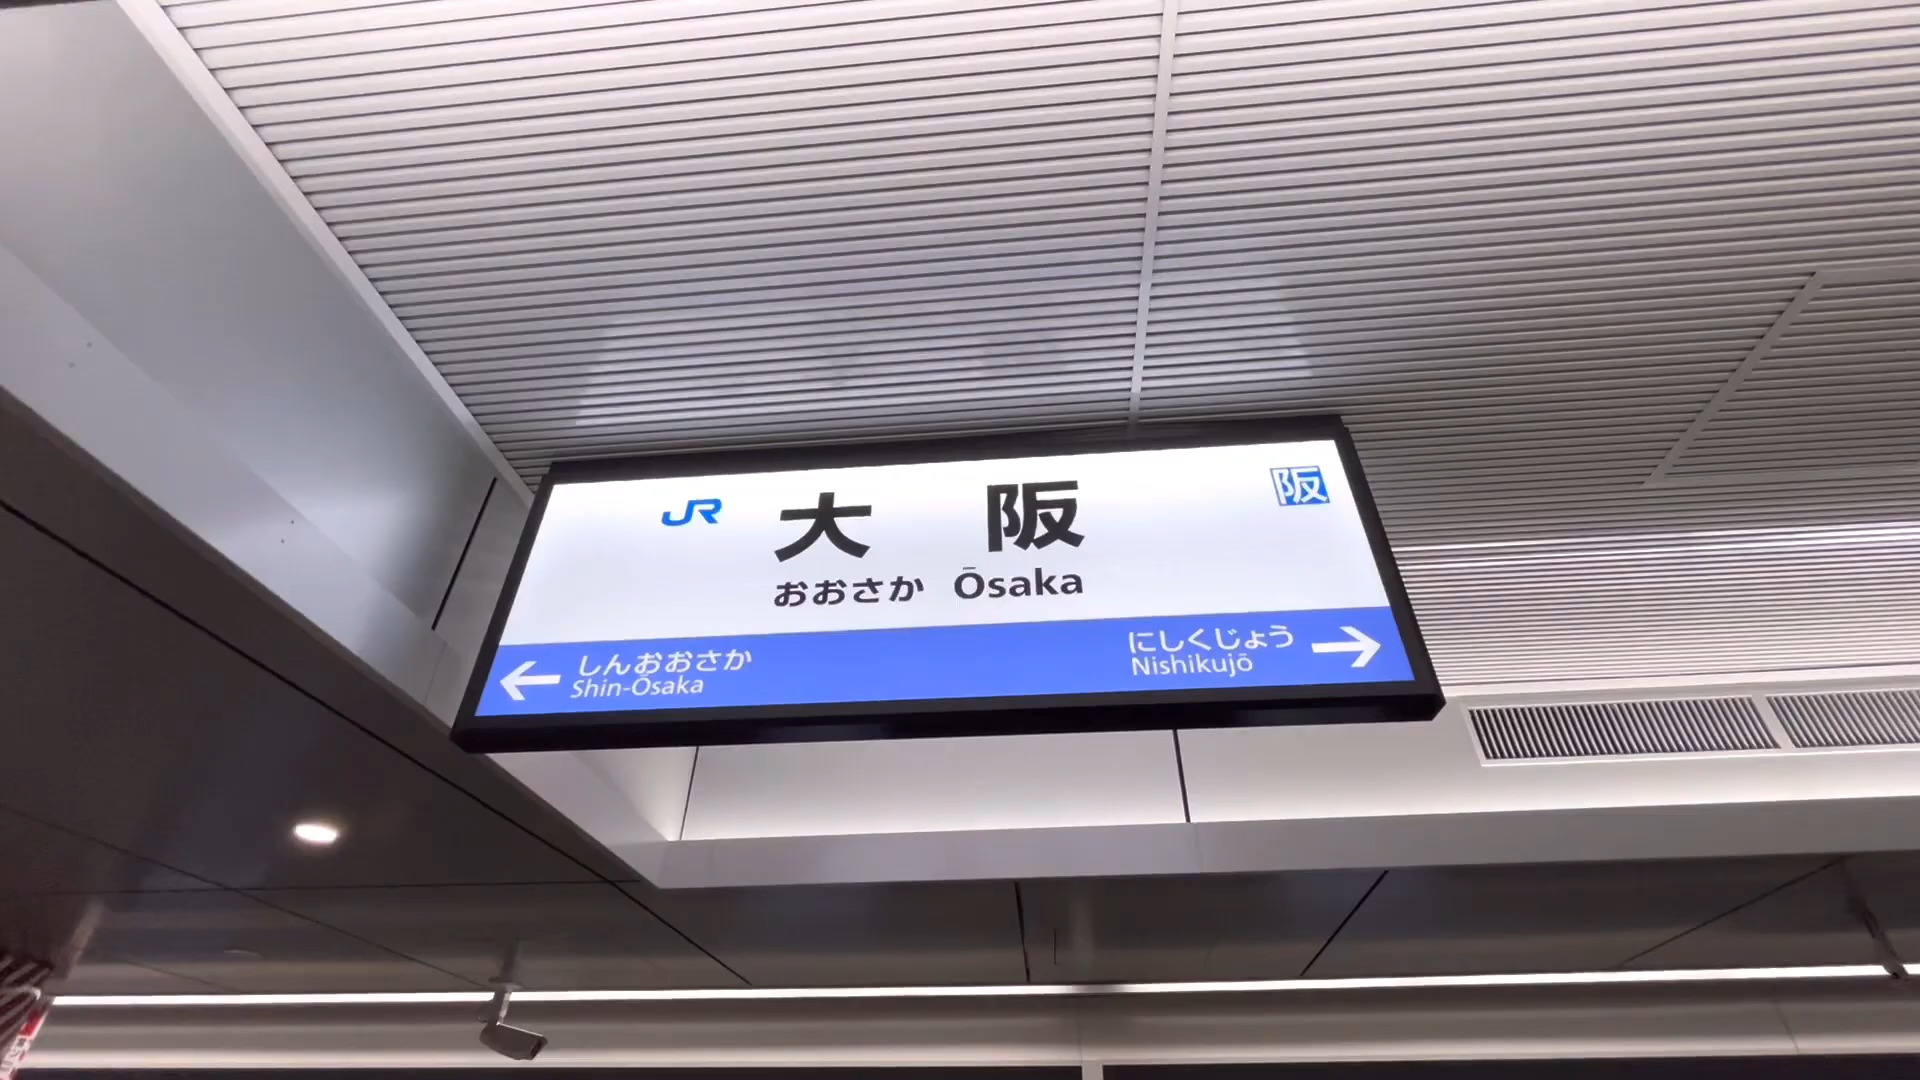 JR 大阪 阪
おおさか Ōsaka
← しんおおさか
Shin-Ōsaka
にしくじょう →
Nishikujō